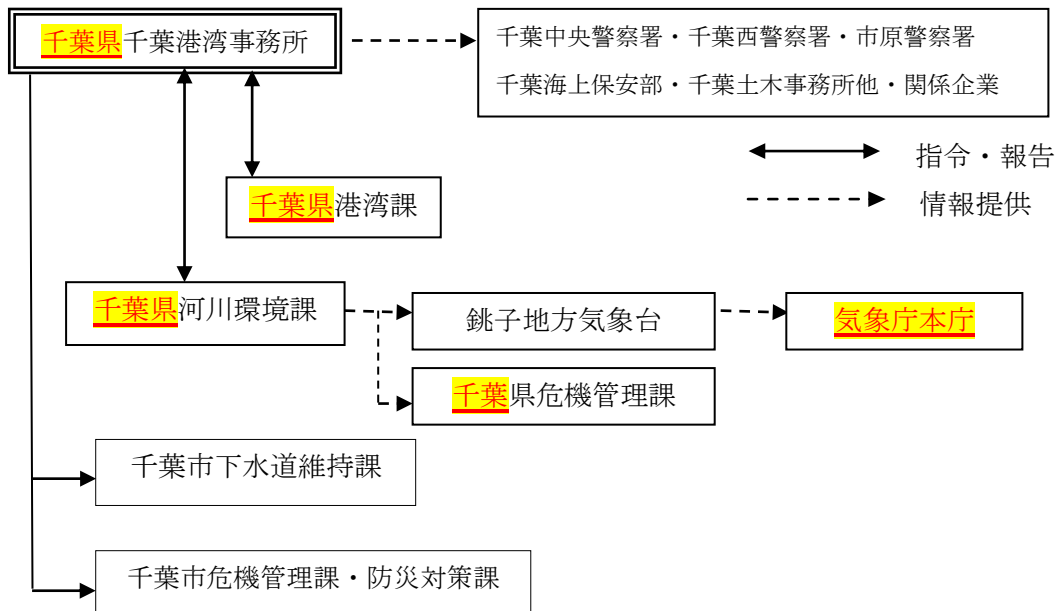 千葉県千葉港湾事務所
千葉中央警察署・千葉西警察署・市原警察署
千葉海上保安部・千葉土木事務所他・関係企業
指令・報告
千葉県港湾課
情報提供
千葉県河川環境課
銚子地方気象台
気象庁本庁
千葉県危機管理課
千葉市下水道維持課
千葉市危機管理課・防災対策課